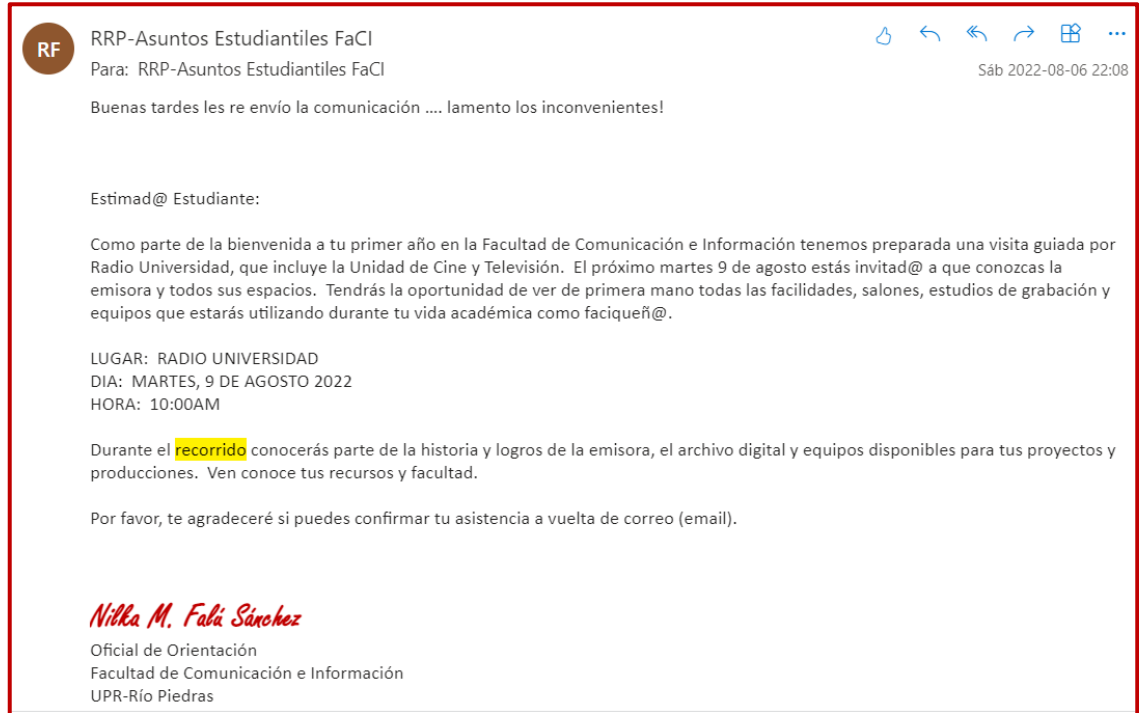 RF
RRP-Asuntos Estudiantiles FaCI
Para: RRP-Asuntos Estudiantiles FaCI
Sáb 2022-08-06 22:08
Buenas tardes les re envío la comunicación .... lamento los inconvenientes!
Estimad@ Estudiante:
Como parte de la bienvenida a tu primer año en la Facultad de Comunicación e Información tenemos preparada una visita guiada por
Radio Universidad, que incluye la Unidad de Cine y Televisión.  El próximo martes 9 de agosto estás invitad@ a que conozcas la
emisora y todos sus espacios.  Tendrás la oportunidad de ver de primera mano todas las facilidades, salones, estudios de grabación y
equipos que estarás utilizando durante tu vida académica como faciqueñ@.
LUGAR:  RADIO UNIVERSIDAD
DIA:  MARTES, 9 DE AGOSTO 2022
HORA:  10:00AM
Durante el recorrido conocerás parte de la historia y logros de la emisora, el archivo digital y equipos disponibles para tus proyectos y
producciones.  Ven conoce tus recursos y facultad.
Por favor, te agradeceré si puedes confirmar tu asistencia a vuelta de correo (email).
Nilka M. Falú Sánchez
Oficial de Orientación
Facultad de Comunicación e Información
UPR-Río Piedras